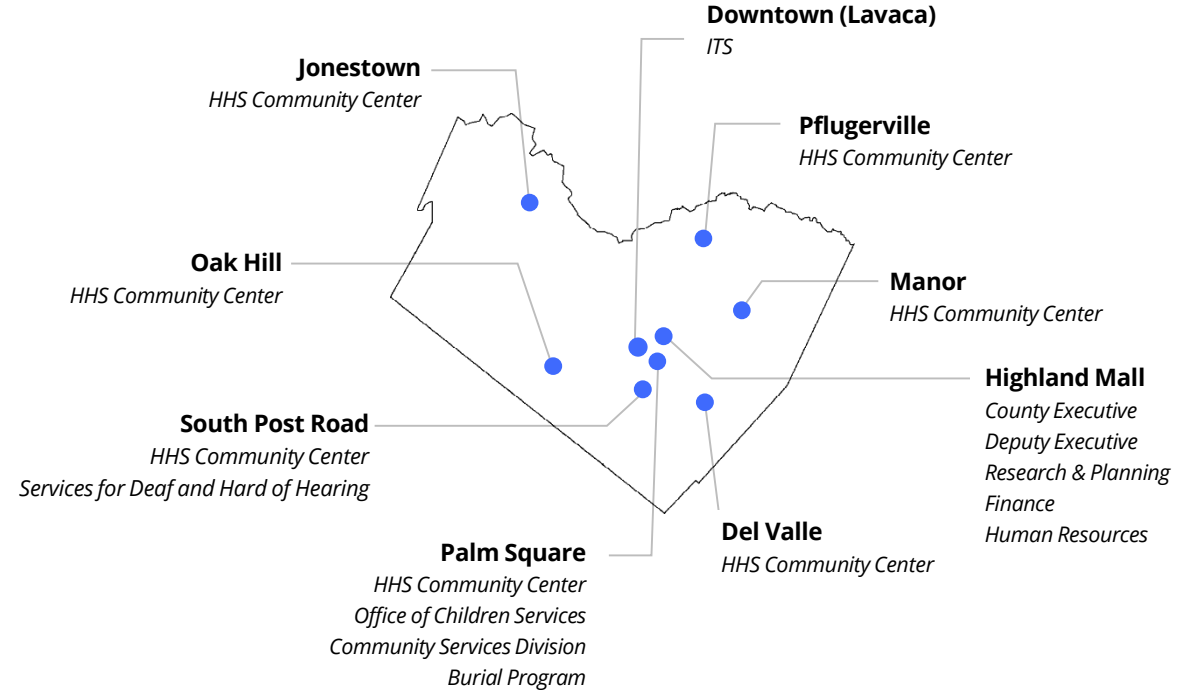 Downtown (Lavaca)
ITS
Jonestown
HHS Community Center
Pflugerville
HHS Community Center
Oak Hill
HHS Community Center
Manor
HHS Community Center
Highland Mall
County Executive
Deputy Executive
Research & Planning
Finance
Human Resources
South Post Road
HHS Community Center
Services for Deaf and Hard of Hearing
Del Valle
HHS Community Center
Palm Square
HHS Community Center
Office of Children Services
Community Services Division
Burial Program